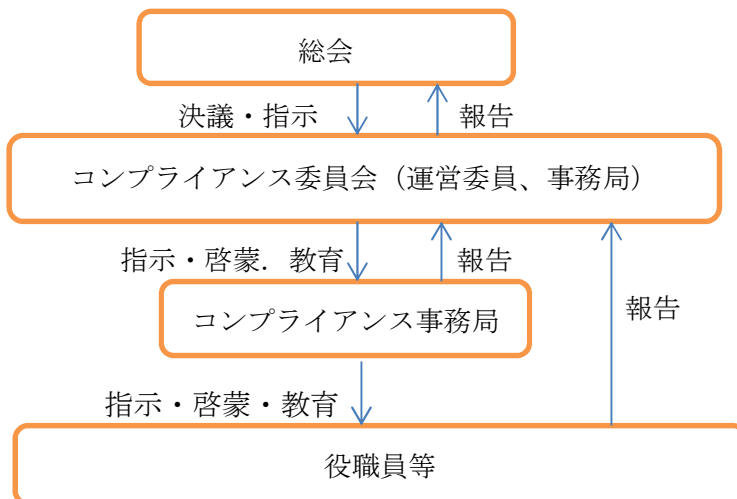 総会
決議・指示
報告
コンプライアンス委員会（運営委員、事務局）
指示・啓蒙．教育
報告
コンプライアンス事務局
報告
指示・啓蒙・教育
役職員等